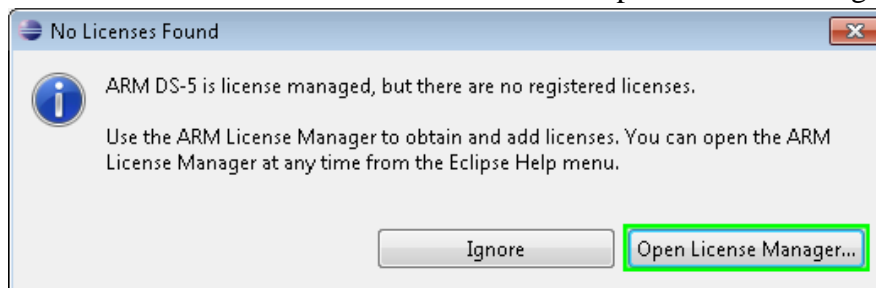 No Licenses Found
ARM DS-5 is license managed, but there are no registered licenses.
Use the ARM License Manager to obtain and add licenses. You can open the ARM
License Manager at any time from the Eclipse Help menu.
Ignore
Open License Manager...